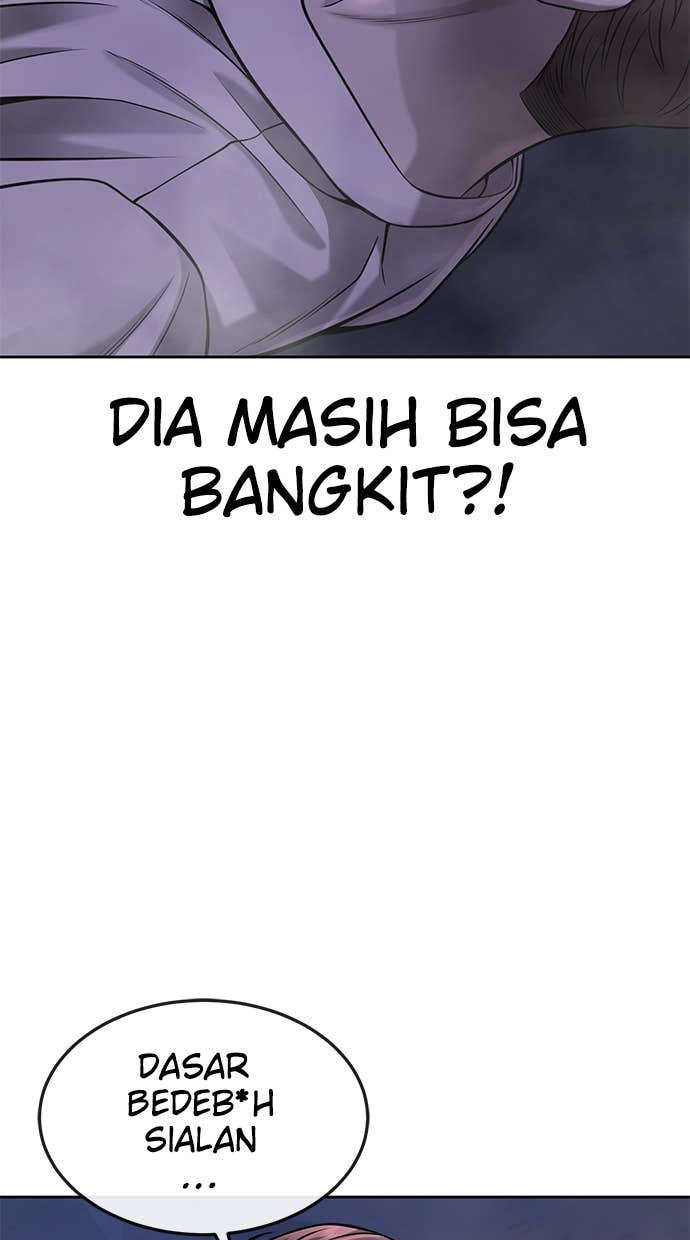 DIA MASIH BISA
BANGKIT?!
DASAR
BEDEB*H
SIALAN
...